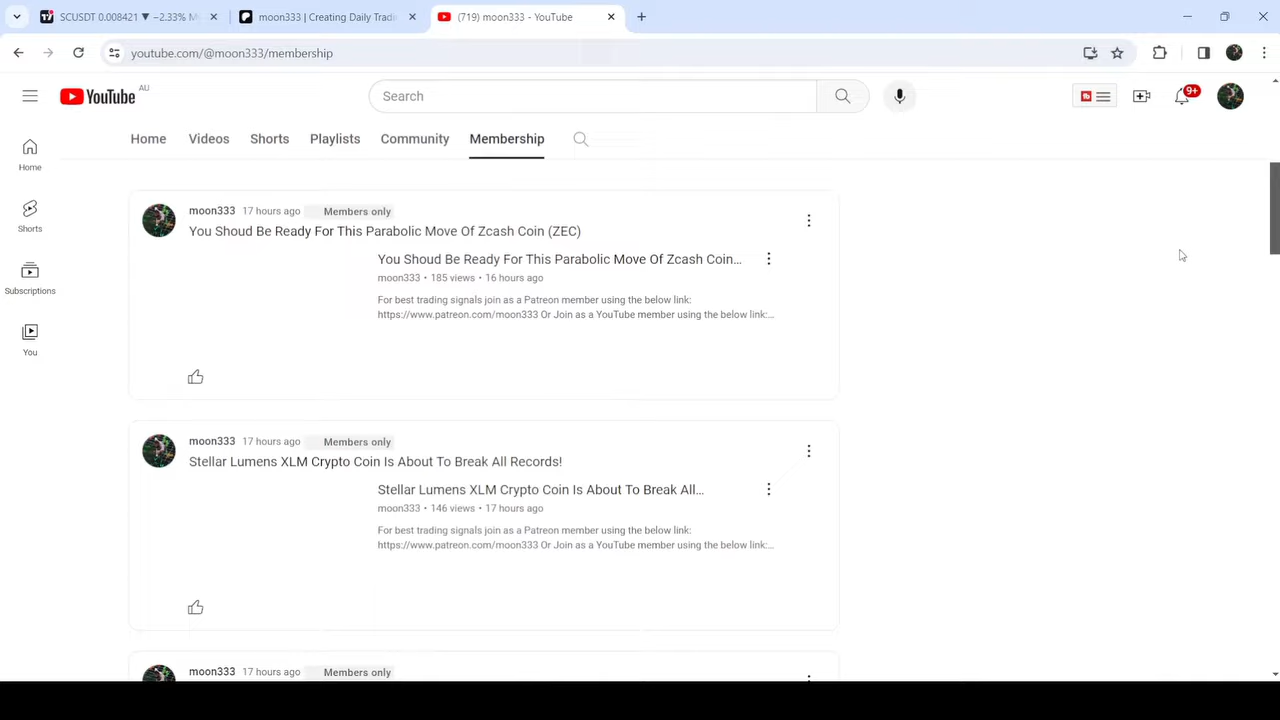 SCUSDT 0.008421 ▼ −2.33% M
moon333 | Creating Daily Trad
(719) moon333 - YouTube
youtube.com/@moon333/membership
YouTube AU
Search
9+
Home Videos Shorts Playlists Community Membership
Home
Shorts
Subscriptions
You
moon333 17 hours ago Members only
You Shoud Be Ready For This Parabolic Move Of Zcash Coin (ZEC)
You Shoud Be Ready For This Parabolic Move Of Zcash Coin...
moon333 • 185 views • 16 hours ago
For best trading signals join as a Patreon member using the below link:
https://www.patreon.com/moon333 Or Join as a YouTube member using the below link:...
moon333 17 hours ago Members only
Stellar Lumens XLM Crypto Coin Is About To Break All Records!
Stellar Lumens XLM Crypto Coin Is About To Break All...
moon333 • 146 views • 17 hours ago
For best trading signals join as a Patreon member using the below link:
https://www.patreon.com/moon333 Or Join as a YouTube member using the below link:...
moon333 17 hours ago Members only